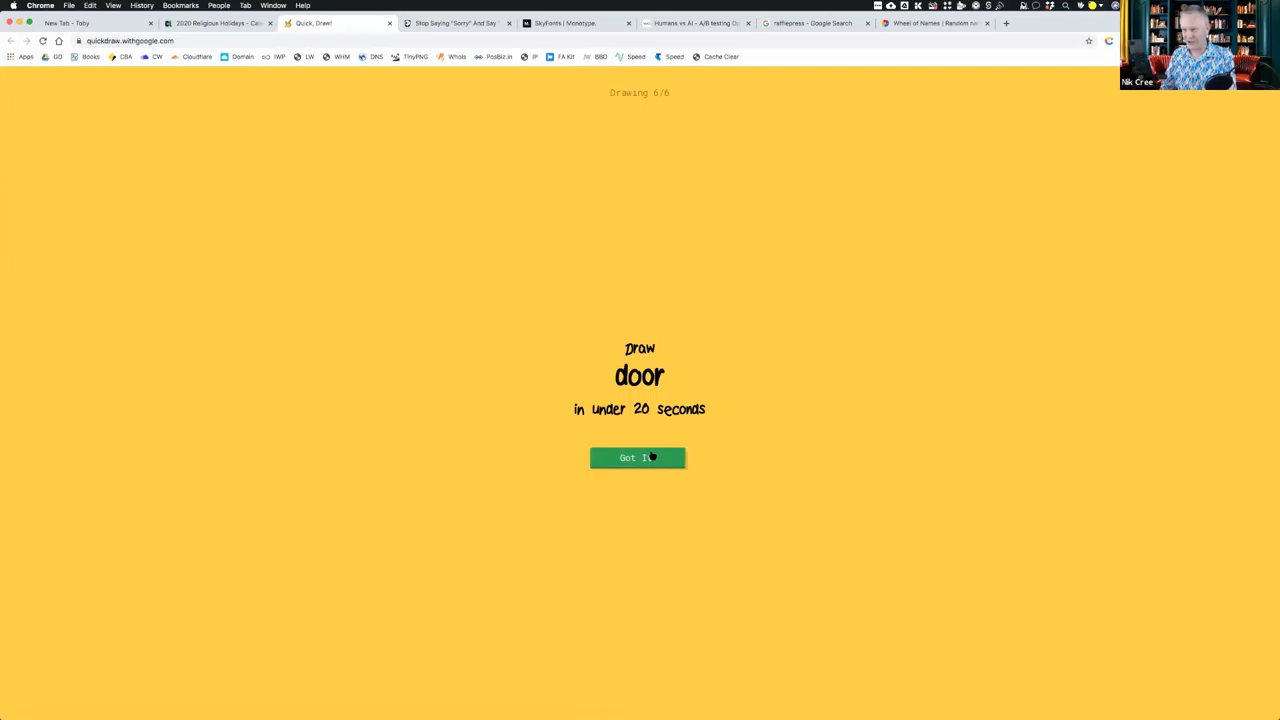 Chrome File Edit View History Bookmarks People Tab Window Help
New Tab - Toby 2020 Religious Holidays - Cale Quick, Draw! Stop Saying "Sorry" And Say SkyFonts | Monotype. Humans vs AI - A/B testing Do rafflepress - Google Search Wheel of Names | Random na
quickdraw.withgoogle.com
Apps GD Books CBA CW Cloudflare Domain IWP LW WHM DNS TinyPNG WhoIs PosBiz.in IP FA Kit BBD Speed Speed Cache Clear
Nik Cree
Drawing 6/6
Draw
door
in under 20 seconds
Got It